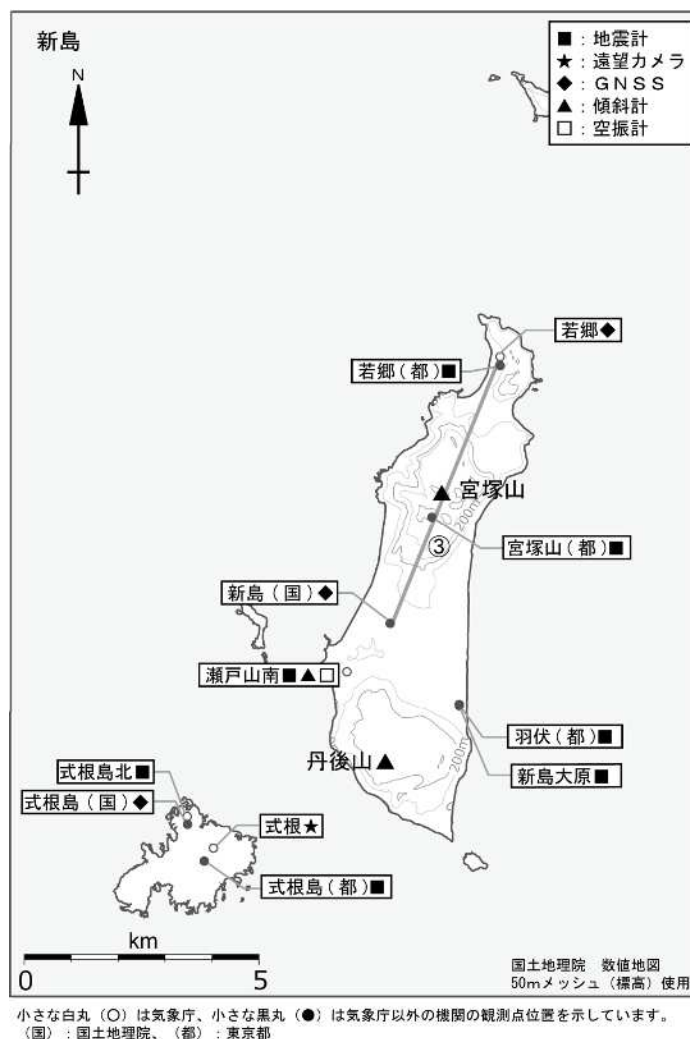 新島
N
■：地震計
★：遠望カメラ
◆：ＧＮＳＳ
▲：傾斜計
□：空振計
若郷◆
若郷(都)■
宮塚山
200m
③
宮塚山(都)■
新島(国)◆
瀬戸山南■▲□
羽伏(都)■
丹後山
200m
新島大原■
式根島北■
式根島(国)◆
式根★
式根島(都)■
km
0 5
国土地理院　数値地図
50mメッシュ（標高）使用
小さな白丸（○）は気象庁、小さな黒丸（●）は気象庁以外の機関の観測点位置を示しています。
（国）：国土地理院、（都）：東京都